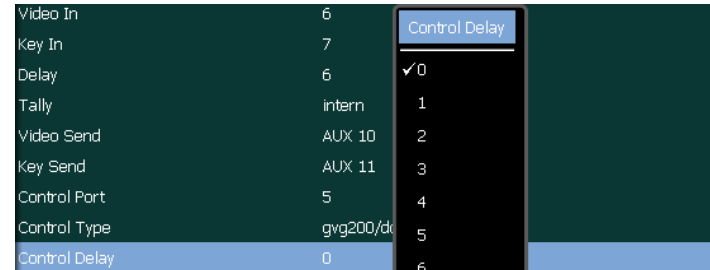 Video In 6
Key In 7
Delay 6
Tally intern
Video Send AUX 10
Key Send AUX 11
Control Port 5
Control Type
Control Delay 0
Control Delay
✓0
1
2
3
4
5
6